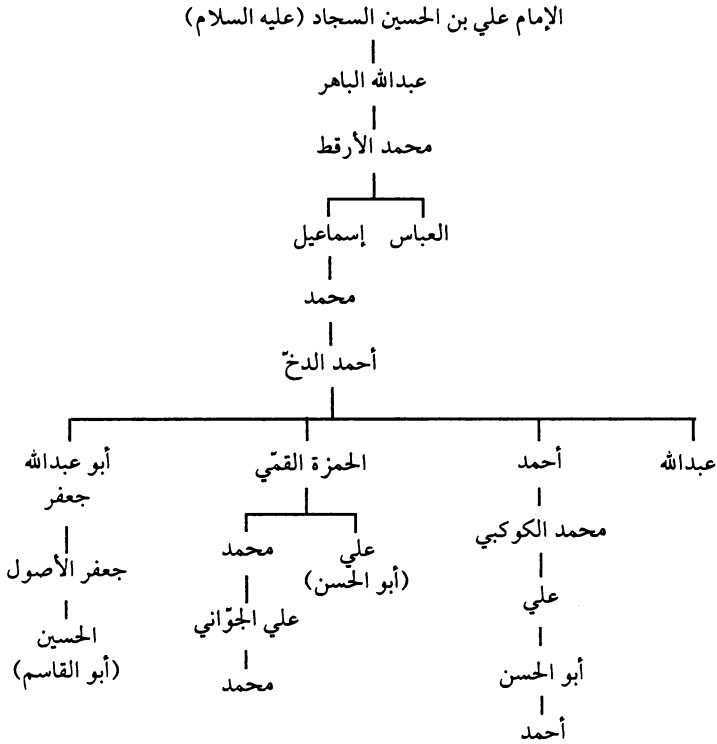 الإمام علي بن الحسين السجاد (عليه السلام)
عبدالله الباهر
محمد الأرقط
العباس إسماعيل
محمد
أحمد الدخّ
عبدالله أحمد الحمزة القمّي أبو عبدالله
جعفر
محمد الكوكبي علي محمد جعفر الأصول
(أبو الحسن)
علي علي الجوّاني الحسين
(أبو القاسم)
أبو الحسن محمد
أحمد